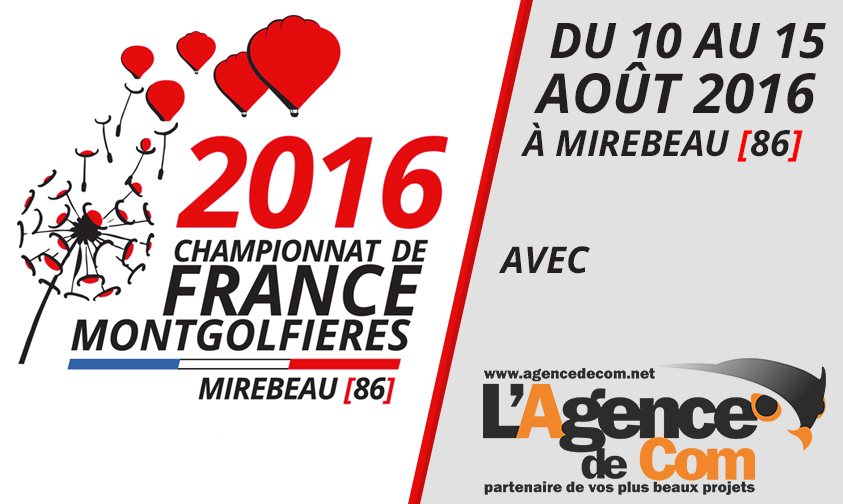 2016
CHAMPIONNAT DE
FRANCE
MONTGOLFIERES
MIREBEAU [86]
DU 10 AU 15
AOÛT 2016
À MIREBEAU [86]
AVEC
www.agencedecom.net
L'Agence
de Com
partenaire de vos plus beaux projets